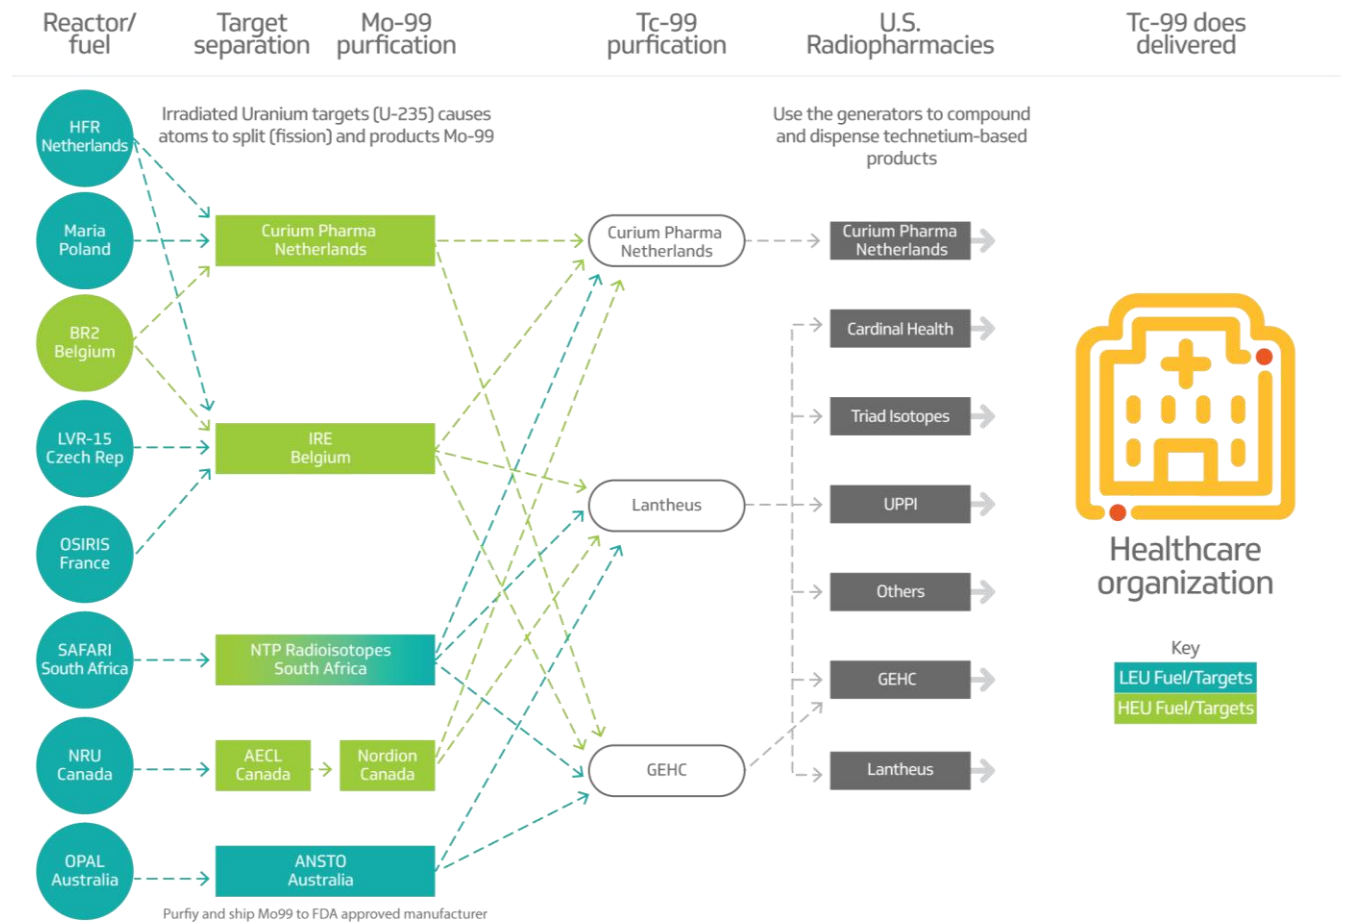 Reactor/
fuel
Target
separation
Mo-99
purfication
Tc-99
purfication
U.S.
Radiopharmacies
Tc-99 does
delivered
Irradiated Uranium targets (U-235) causes
atoms to split (fission) and products Mo-99
Use the generators to compound
and dispense technetium-based
products
HFR
Netherlands
Maria
Poland
BR2
Belgium
LVR-15
Czech Rep
OSIRIS
France
SAFARI
South Africa
NRU
Canada
OPAL
Australia
Curium Pharma
Netherlands
IRE
Belgium
NTP Radioisotopes
South Africa
AECL
Canada
Nordion
Canada
ANSTO
Australia
Purfiy and ship Mo99 to FDA approved manufacturer
Curium Pharma
Netherlands
Lantheus
GEHC
Curium Pharma
Netherlands
Cardinal Health
Triad Isotopes
UPPI
Others
GEHC
Lantheus
Healthcare
organization
Key
LEU Fuel/Targets
HEU Fuel/Targets